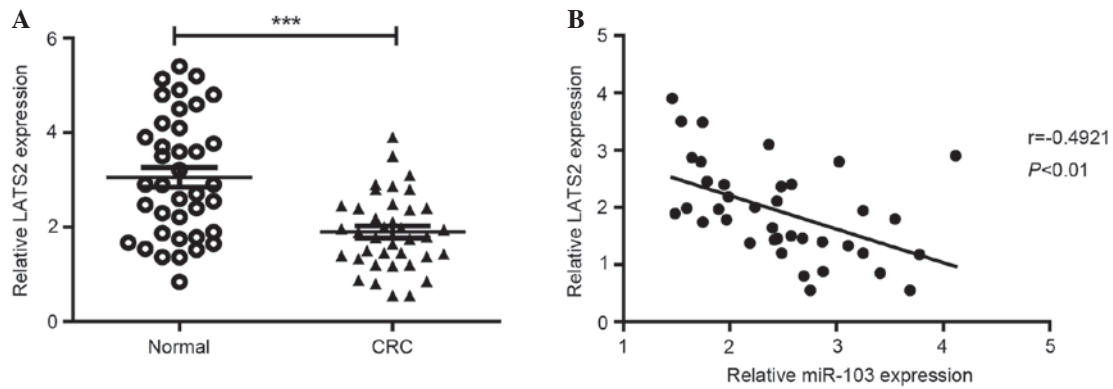 A
***
Relative LATS2 expression
6
4
2
0
Normal
CRC
B
Relative LATS2 expression
5
4
3
2
1
0
r=-0.4921
P<0.01
1
2
3
4
5
Relative miR-103 expression